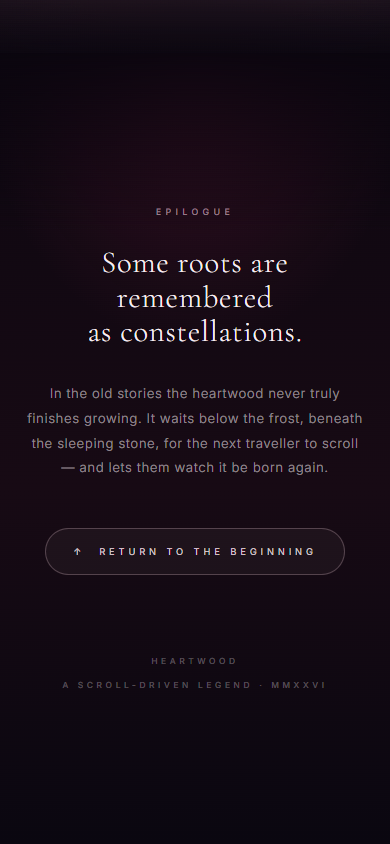 EPILOGUE
Some roots are
remembered
as constellations.
In the old stories the heartwood never truly
finishes growing. It waits below the frost, beneath
the sleeping stone, for the next traveller to scroll
— and lets them watch it be born again.
↑ RETURN TO THE BEGINNING
HEARTWOOD
A SCROLL-DRIVEN LEGEND · MMXXVI